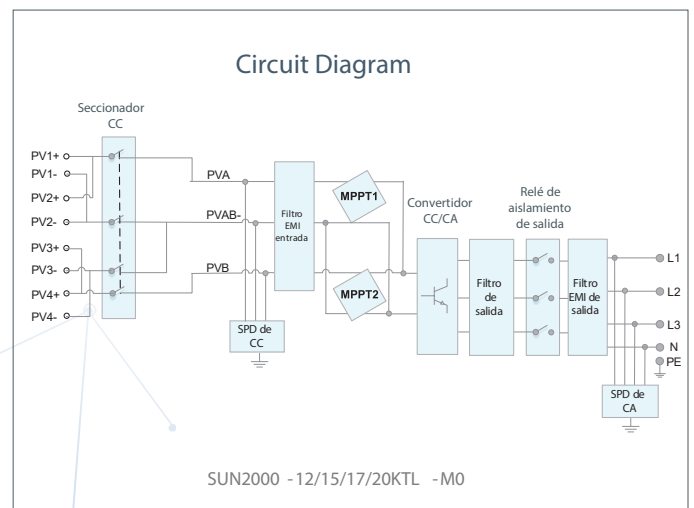 Circuit Diagram
Seccionador
CC
PV1+
PV1-
PV2+
PV2-
PV3+
PV3-
PV4+
PV4-
PVA
PVAB-
PVB
Filtro
EMI
entrada
SPD de
CC
MPPT1
MPPT2
Convertidor
CC/CA
Filtro
de
salida
Relé de
aislamiento
de salida
Filtro
EMI de
salida
L1
L2
L3
N
PE
SPD de
CA
SUN2000 -12/15/17/20KTL -M0